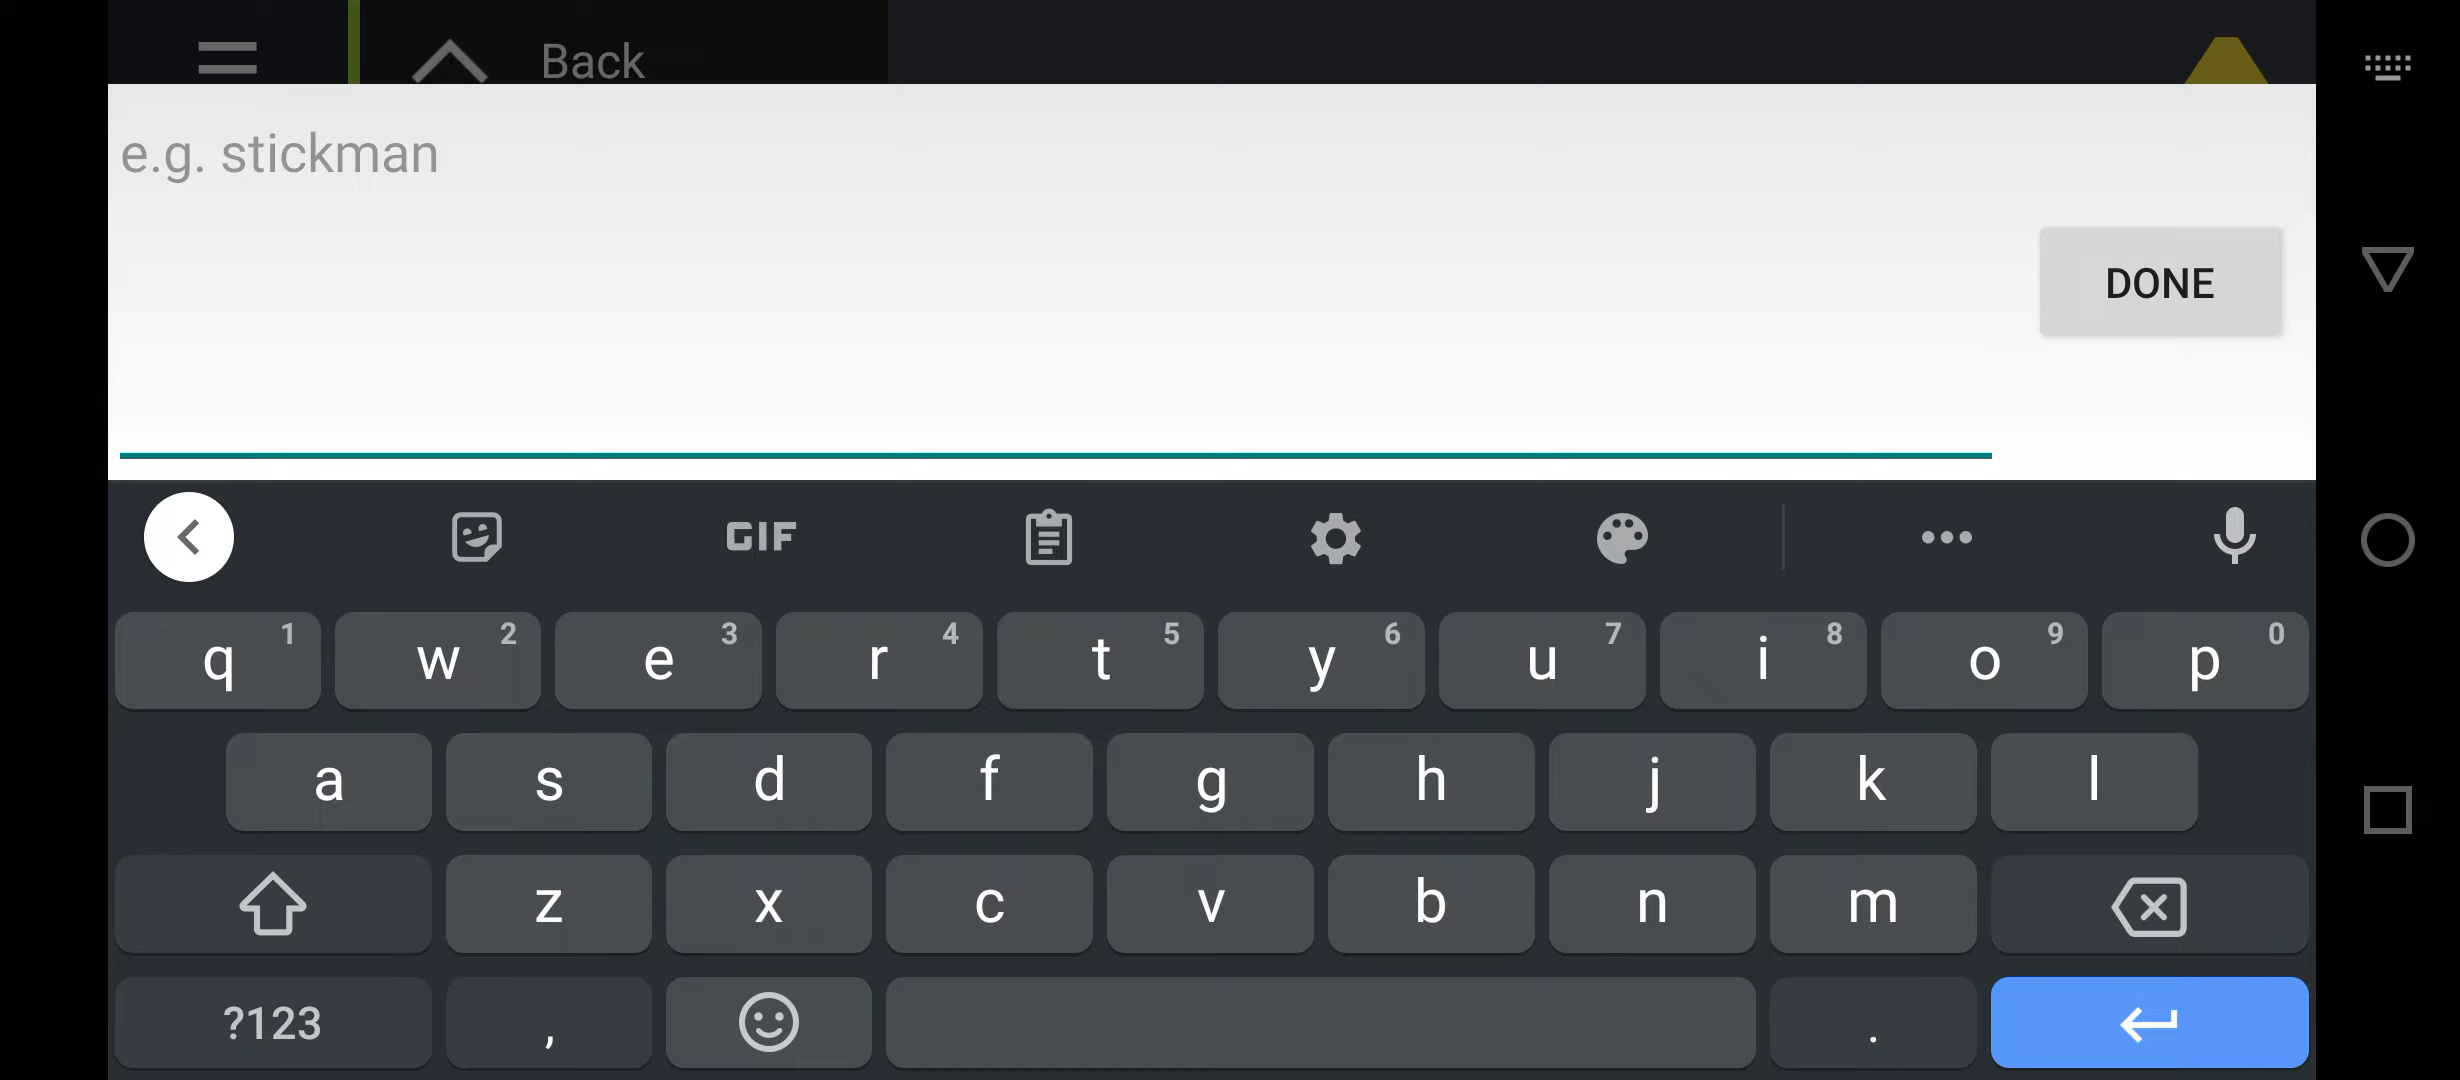 Back
e.g. stickman
DONE
GIF
q 1 w 2 e 3 r 4 t 5 y 6 u 7 i 8 o 9 p 0
a s d f g h j k l
z x c v b n m
?123 , .